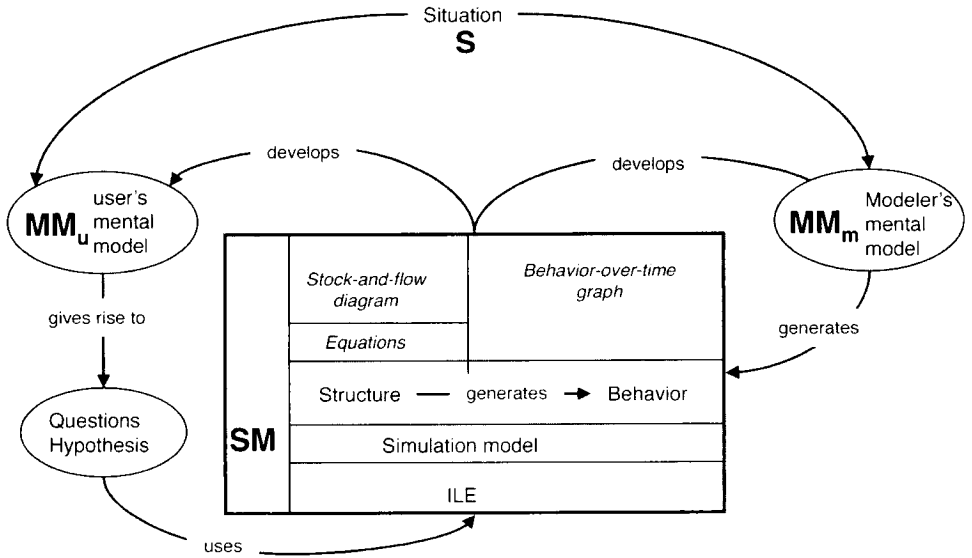 Situation
S
develops
develops
MMu user's mental model
MMm Modeler's mental model
gives rise to
generates
Stock-and-flow
diagram
Behavior-over-time
graph
Equations
Structure generates Behavior
Questions
Hypothesis
SM
Simulation model
ILE
uses